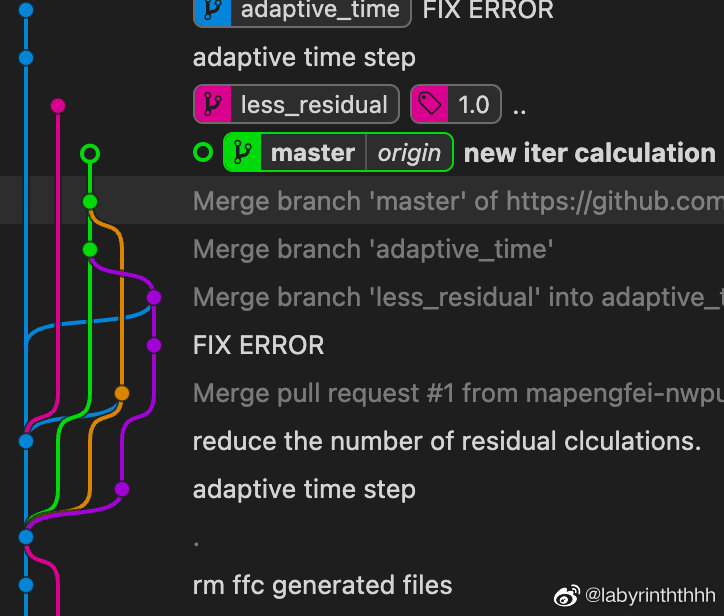 adaptive_time FIX ERROR
adaptive time step
less_residual 1.0 ..
master origin new iter calculation
Merge branch 'master' of https://github.com
Merge branch 'adaptive_time'
Merge branch 'less_residual' into adaptive_t
FIX ERROR
Merge pull request #1 from mapengfei-nwpu
reduce the number of residual clculations.
adaptive time step
.
rm ffc generated files
@labyrinththhh